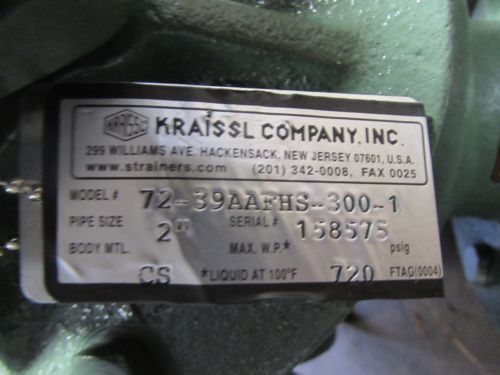 KRAISSL KRAISSL COMPANY, INC.
299 WILLIAMS AVE. HACKENSACK, NEW JERSEY 07601, U.S.A.
www.strainers.com (201) 342-0008, FAX 0025
MODEL # 72-39AAFHS-300-1
PIPE SIZE 2" SERIAL # 158575
BODY MTL. MAX. W.P.* psig
CS *LIQUID AT 100°F 720 FTAG(0004)